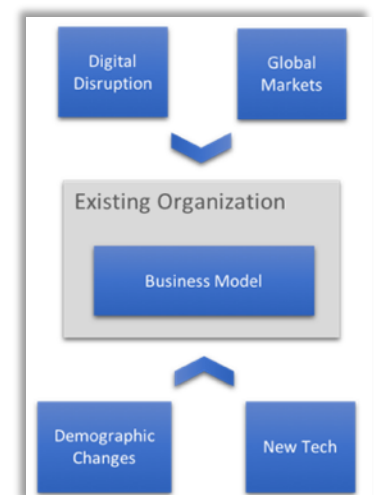 Digital
Disruption
Global
Markets
Existing Organization
Business Model
Demographic
Changes
New Tech